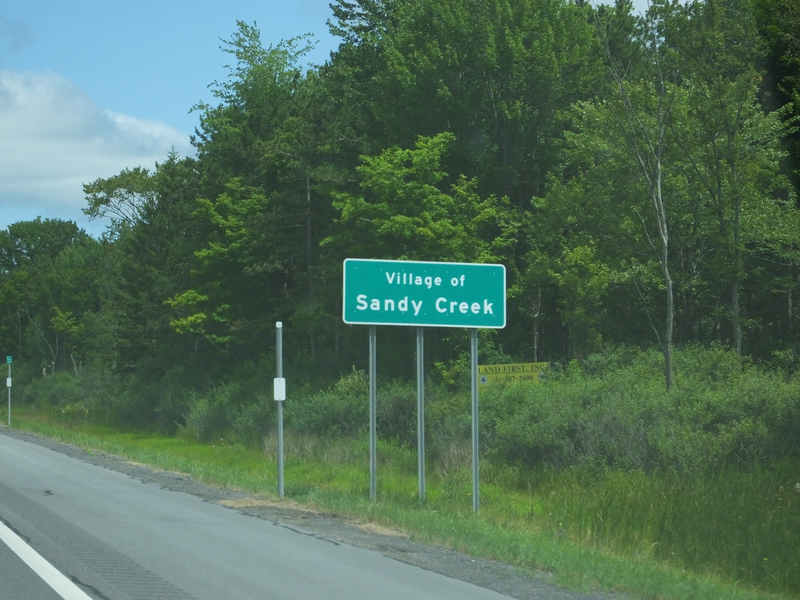 Village of
Sandy Creek
LAND FIRST, INC.